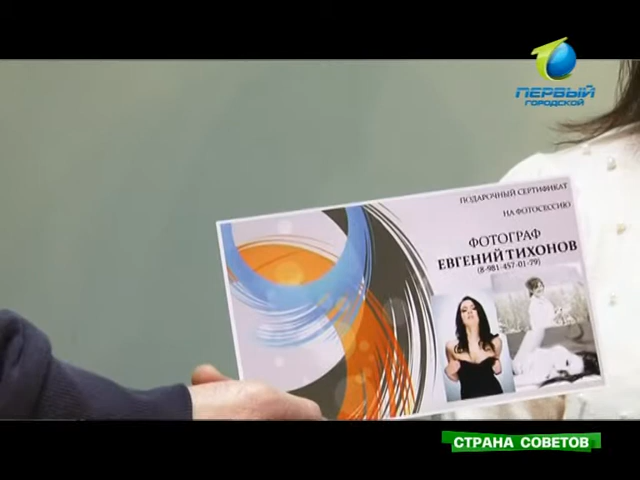 ПЕРВЫЙ
ГОРОДСКОЙ
ПОДАРОЧНЫЙ СЕРТИФИКАТ
НА ФОТОСЕССИЮ
ФОТОГРАФ
ЕВГЕНИЙ ТИХОНОВ
(8-981-457-01-79)
СТРАНА СОВЕТОВ